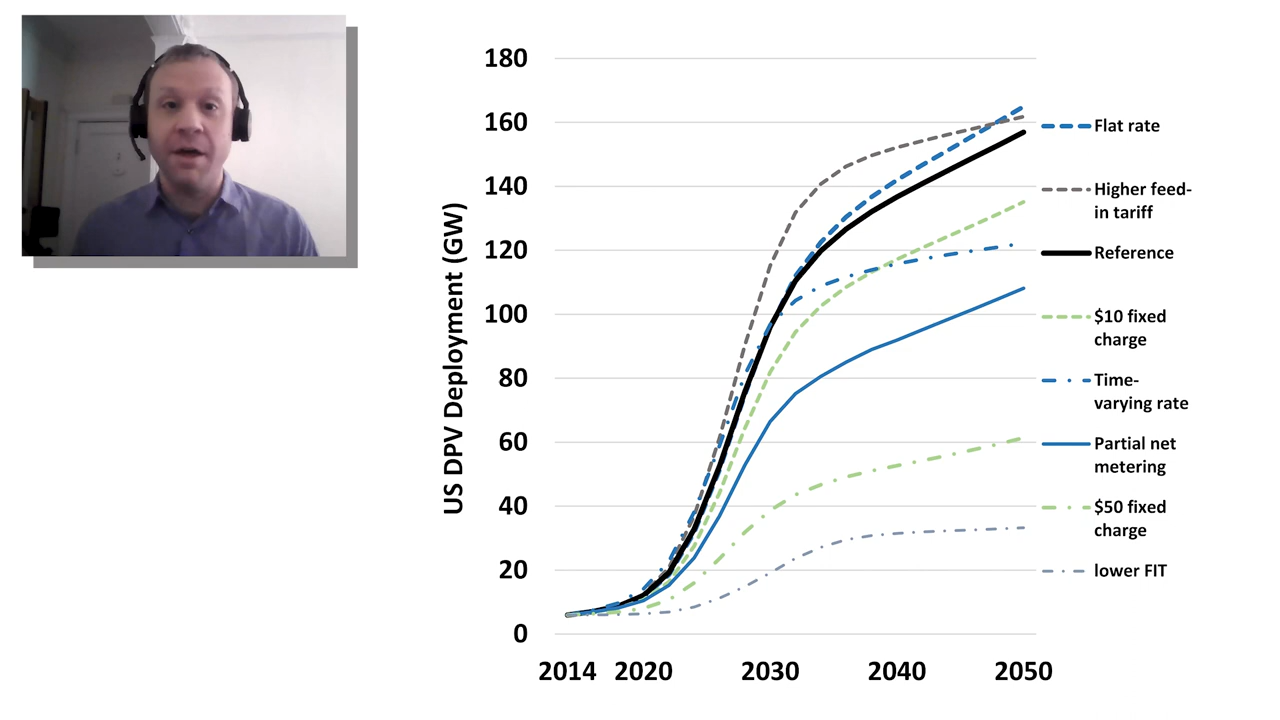 US DPV Deployment (GW)
180
160
140
120
100
80
60
40
20
0
2014 2020 2030 2040 2050
Flat rate
Higher feed-
in tariff
Reference
$10 fixed
charge
Time-
varying rate
Partial net
metering
$50 fixed
charge
lower FIT